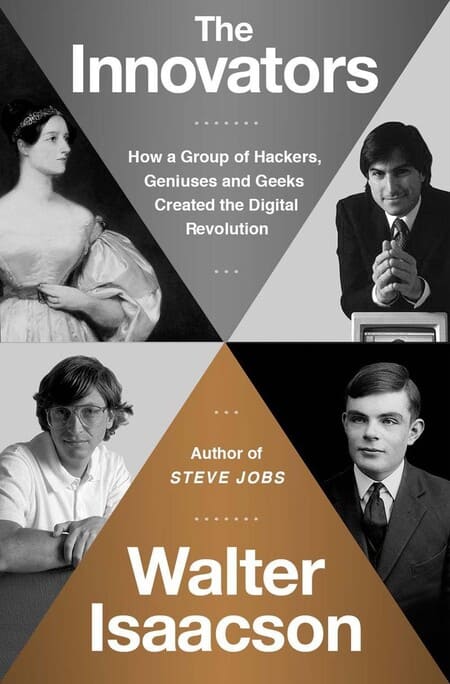 The
Innovators
How a Group of Hackers,
Geniuses and Geeks
Created the Digital
Revolution
Author of
STEVE JOBS
Walter
Isaacson